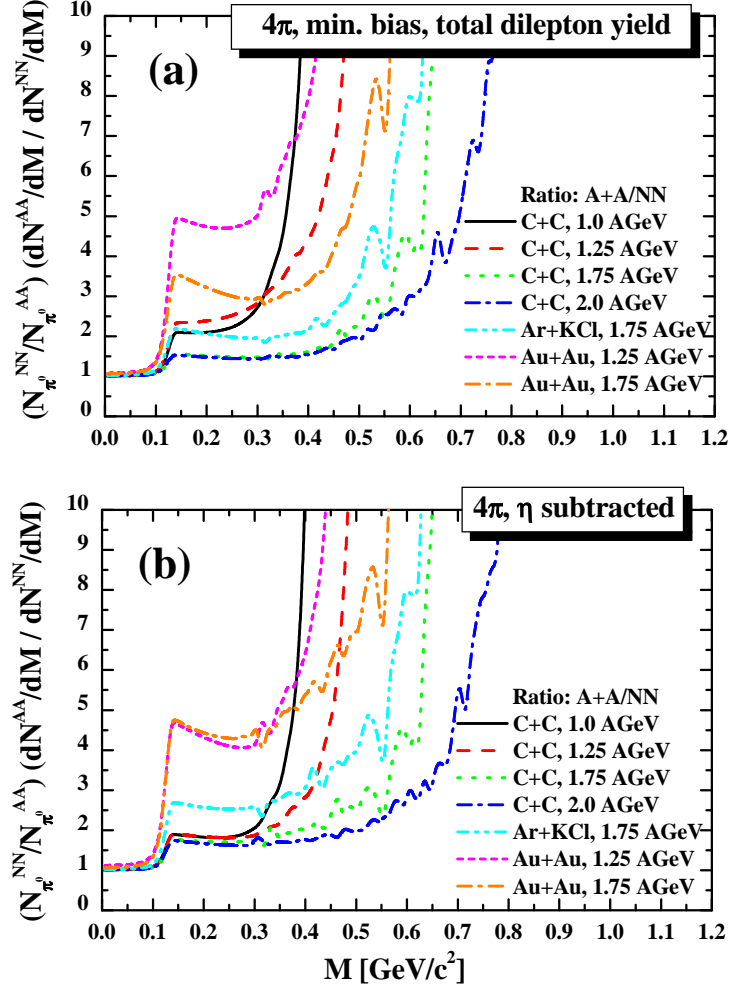 4π, min. bias, total dilepton yield
(a)
10
9
8
7
6
5
4
3
2
1
0
(N_π⁰^NN/N_π⁰^AA) (dN^AA/dM / dN^NN/dM)
Ratio: A+A/NN
C+C, 1.0 AGeV
C+C, 1.25 AGeV
C+C, 1.75 AGeV
C+C, 2.0 AGeV
Ar+KCl, 1.75 AGeV
Au+Au, 1.25 AGeV
Au+Au, 1.75 AGeV
0.0 0.1 0.2 0.3 0.4 0.5 0.6 0.7 0.8 0.9 1.0 1.1 1.2
4π, η subtracted
(b)
10
9
8
7
6
5
4
3
2
1
0
(N_π⁰^NN/N_π⁰^AA) (dN^AA/dM / dN^NN/dM)
Ratio: A+A/NN
C+C, 1.0 AGeV
C+C, 1.25 AGeV
C+C, 1.75 AGeV
C+C, 2.0 AGeV
Ar+KCl, 1.75 AGeV
Au+Au, 1.25 AGeV
Au+Au, 1.75 AGeV
0.0 0.1 0.2 0.3 0.4 0.5 0.6 0.7 0.8 0.9 1.0 1.1 1.2
M [GeV/c²]